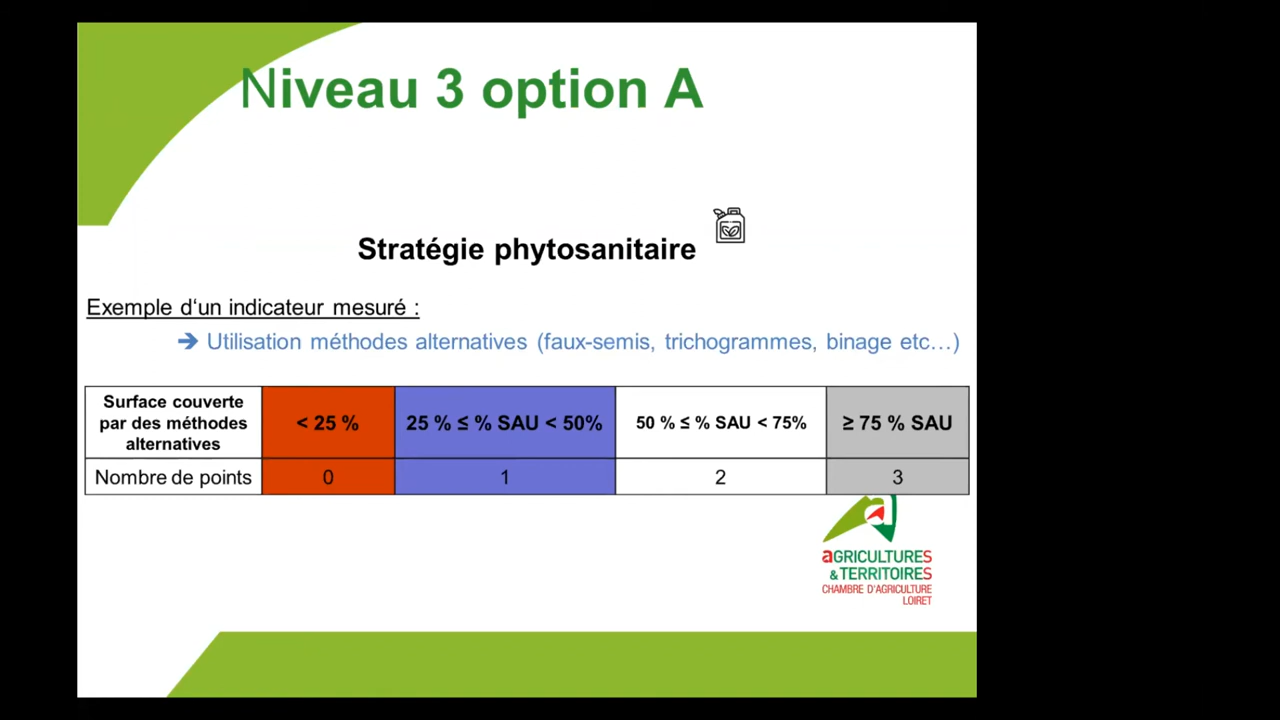 Niveau 3 option A
Stratégie phytosanitaire
Exemple d'un indicateur mesuré :
➔ Utilisation méthodes alternatives (faux-semis, trichogrammes, binage etc…)
Surface couverte
par des méthodes
alternatives
< 25 %
25 % ≤ % SAU < 50%
50 % ≤ % SAU < 75%
≥ 75 % SAU
Nombre de points
0
1
2
3
aGRICULTURES
& TERRITOIRES
CHAMBRE D'AGRICULTURE
LOIRET